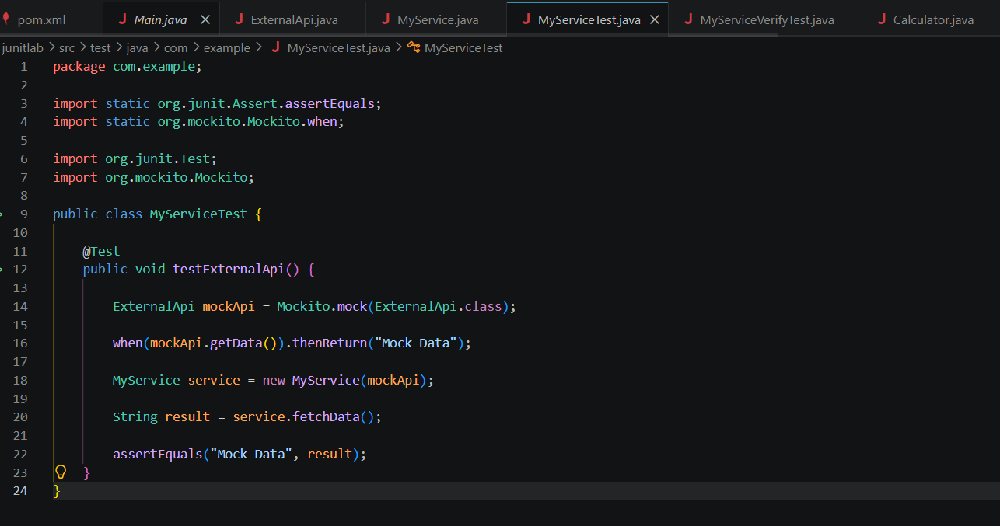 pom.xml
Main.java
ExternalApi.java
MyService.java
MyServiceTest.java
MyServiceVerifyTest.java
Calculator.java
junitlab > src > test > java > com > example > J MyServiceTest.java > MyServiceTest
1 package com.example;
2
3 import static org.junit.Assert.assertEquals;
4 import static org.mockito.Mockito.when;
5
6 import org.junit.Test;
7 import org.mockito.Mockito;
8
9 public class MyServiceTest {
10
11 @Test
12 public void testExternalApi() {
13
14 ExternalApi mockApi = Mockito.mock(ExternalApi.class);
15
16 when(mockApi.getData()).thenReturn("Mock Data");
17
18 MyService service = new MyService(mockApi);
19
20 String result = service.fetchData();
21
22 assertEquals("Mock Data", result);
23 }
24 }